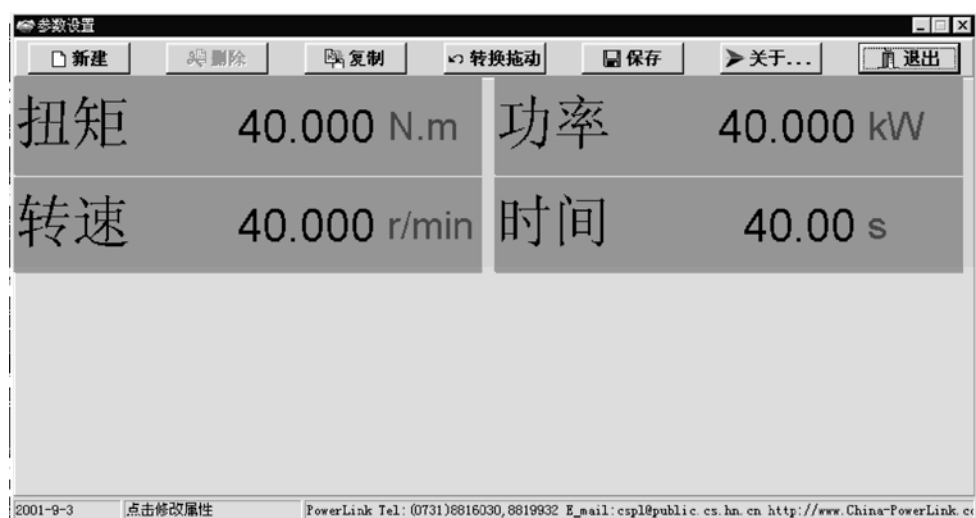 参数设置
新建 删除 复制 转换拖动 保存 关于... 退出
扭矩 40.000 N.m 功率 40.000 kW
转速 40.000 r/min 时间 40.00 s
2001-9-3 点击修改属性 PowerLink Tel:(0731)8816030,8819932 E_mail:cspl@public.cs.hn.cn http://www.China-PowerLink.c